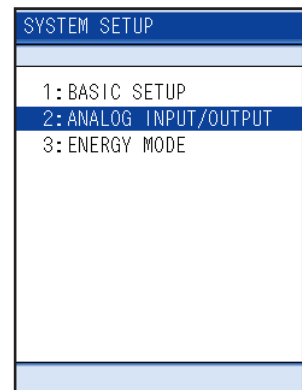 SYSTEM SETUP
1:BASIC SETUP
2:ANALOG INPUT/OUTPUT
3:ENERGY MODE